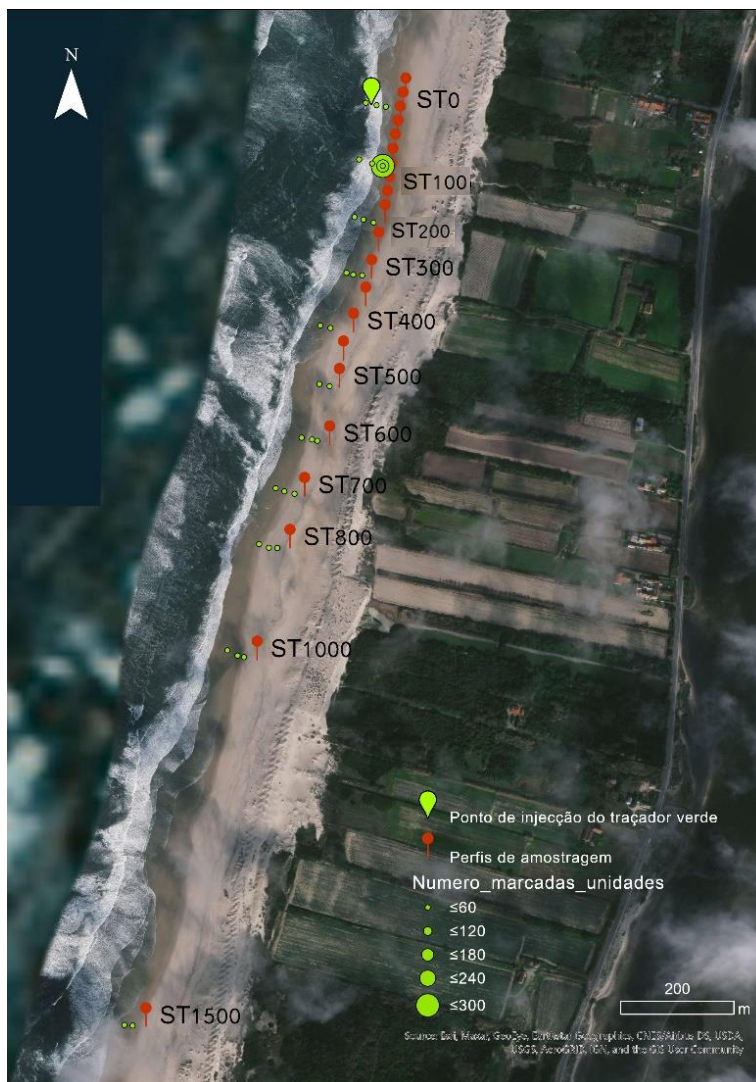 N
ST0
ST100
ST200
ST300
ST400
ST500
ST600
ST700
ST800
ST1000
ST1500
Ponto de injecção do traçador verde
Perfis de amostragem
Numero_marcadas_unidades
≤60
≤120
≤180
≤240
≤300
200
m
Source: Esri, Maxar, GeoEye, Earthstar Geographics, CNES/Airbus DS, USDA,
USGS, AeroGRID, IGN, and the GIS User Community